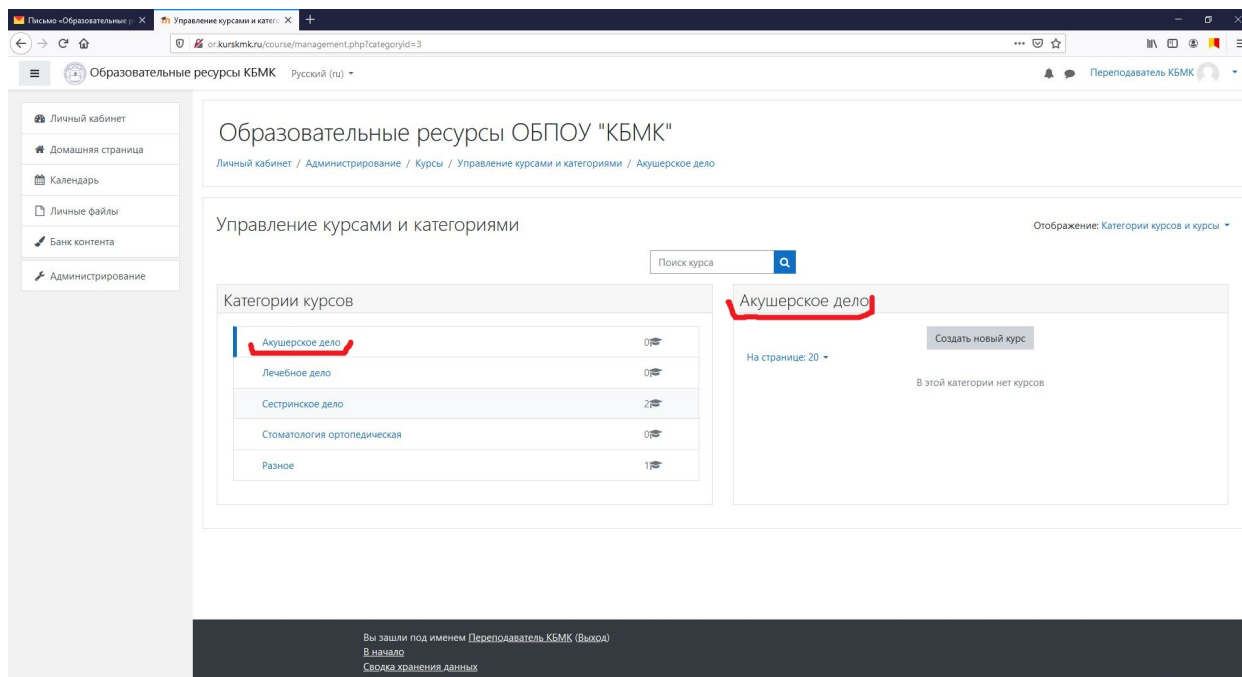 Письмо «Образовательные р
Управление курсами и катего
or.kurskmk.ru/course/management.php?categoryid=3
Образовательные ресурсы КБМК Русский (ru)
Переподаватель КБМК
Личный кабинет
Домашняя страница
Календарь
Личные файлы
Банк контента
Администрирование
Образовательные ресурсы ОБПОУ "КБМК"
Личный кабинет / Администрирование / Курсы / Управление курсами и категориями / Акушерское дело
Управление курсами и категориями
Отображение: Категории курсов и курсы
Поиск курса
Категории курсов
Акушерское дело 0
Лечебное дело 0
Сестринское дело 2
Стоматология ортопедическая 0
Разное 1
Акушерское дело
Создать новый курс
На странице: 20
В этой категории нет курсов
Вы зашли под именем Переподаватель КБМК (Выход)
В начало
Сводка хранения данных